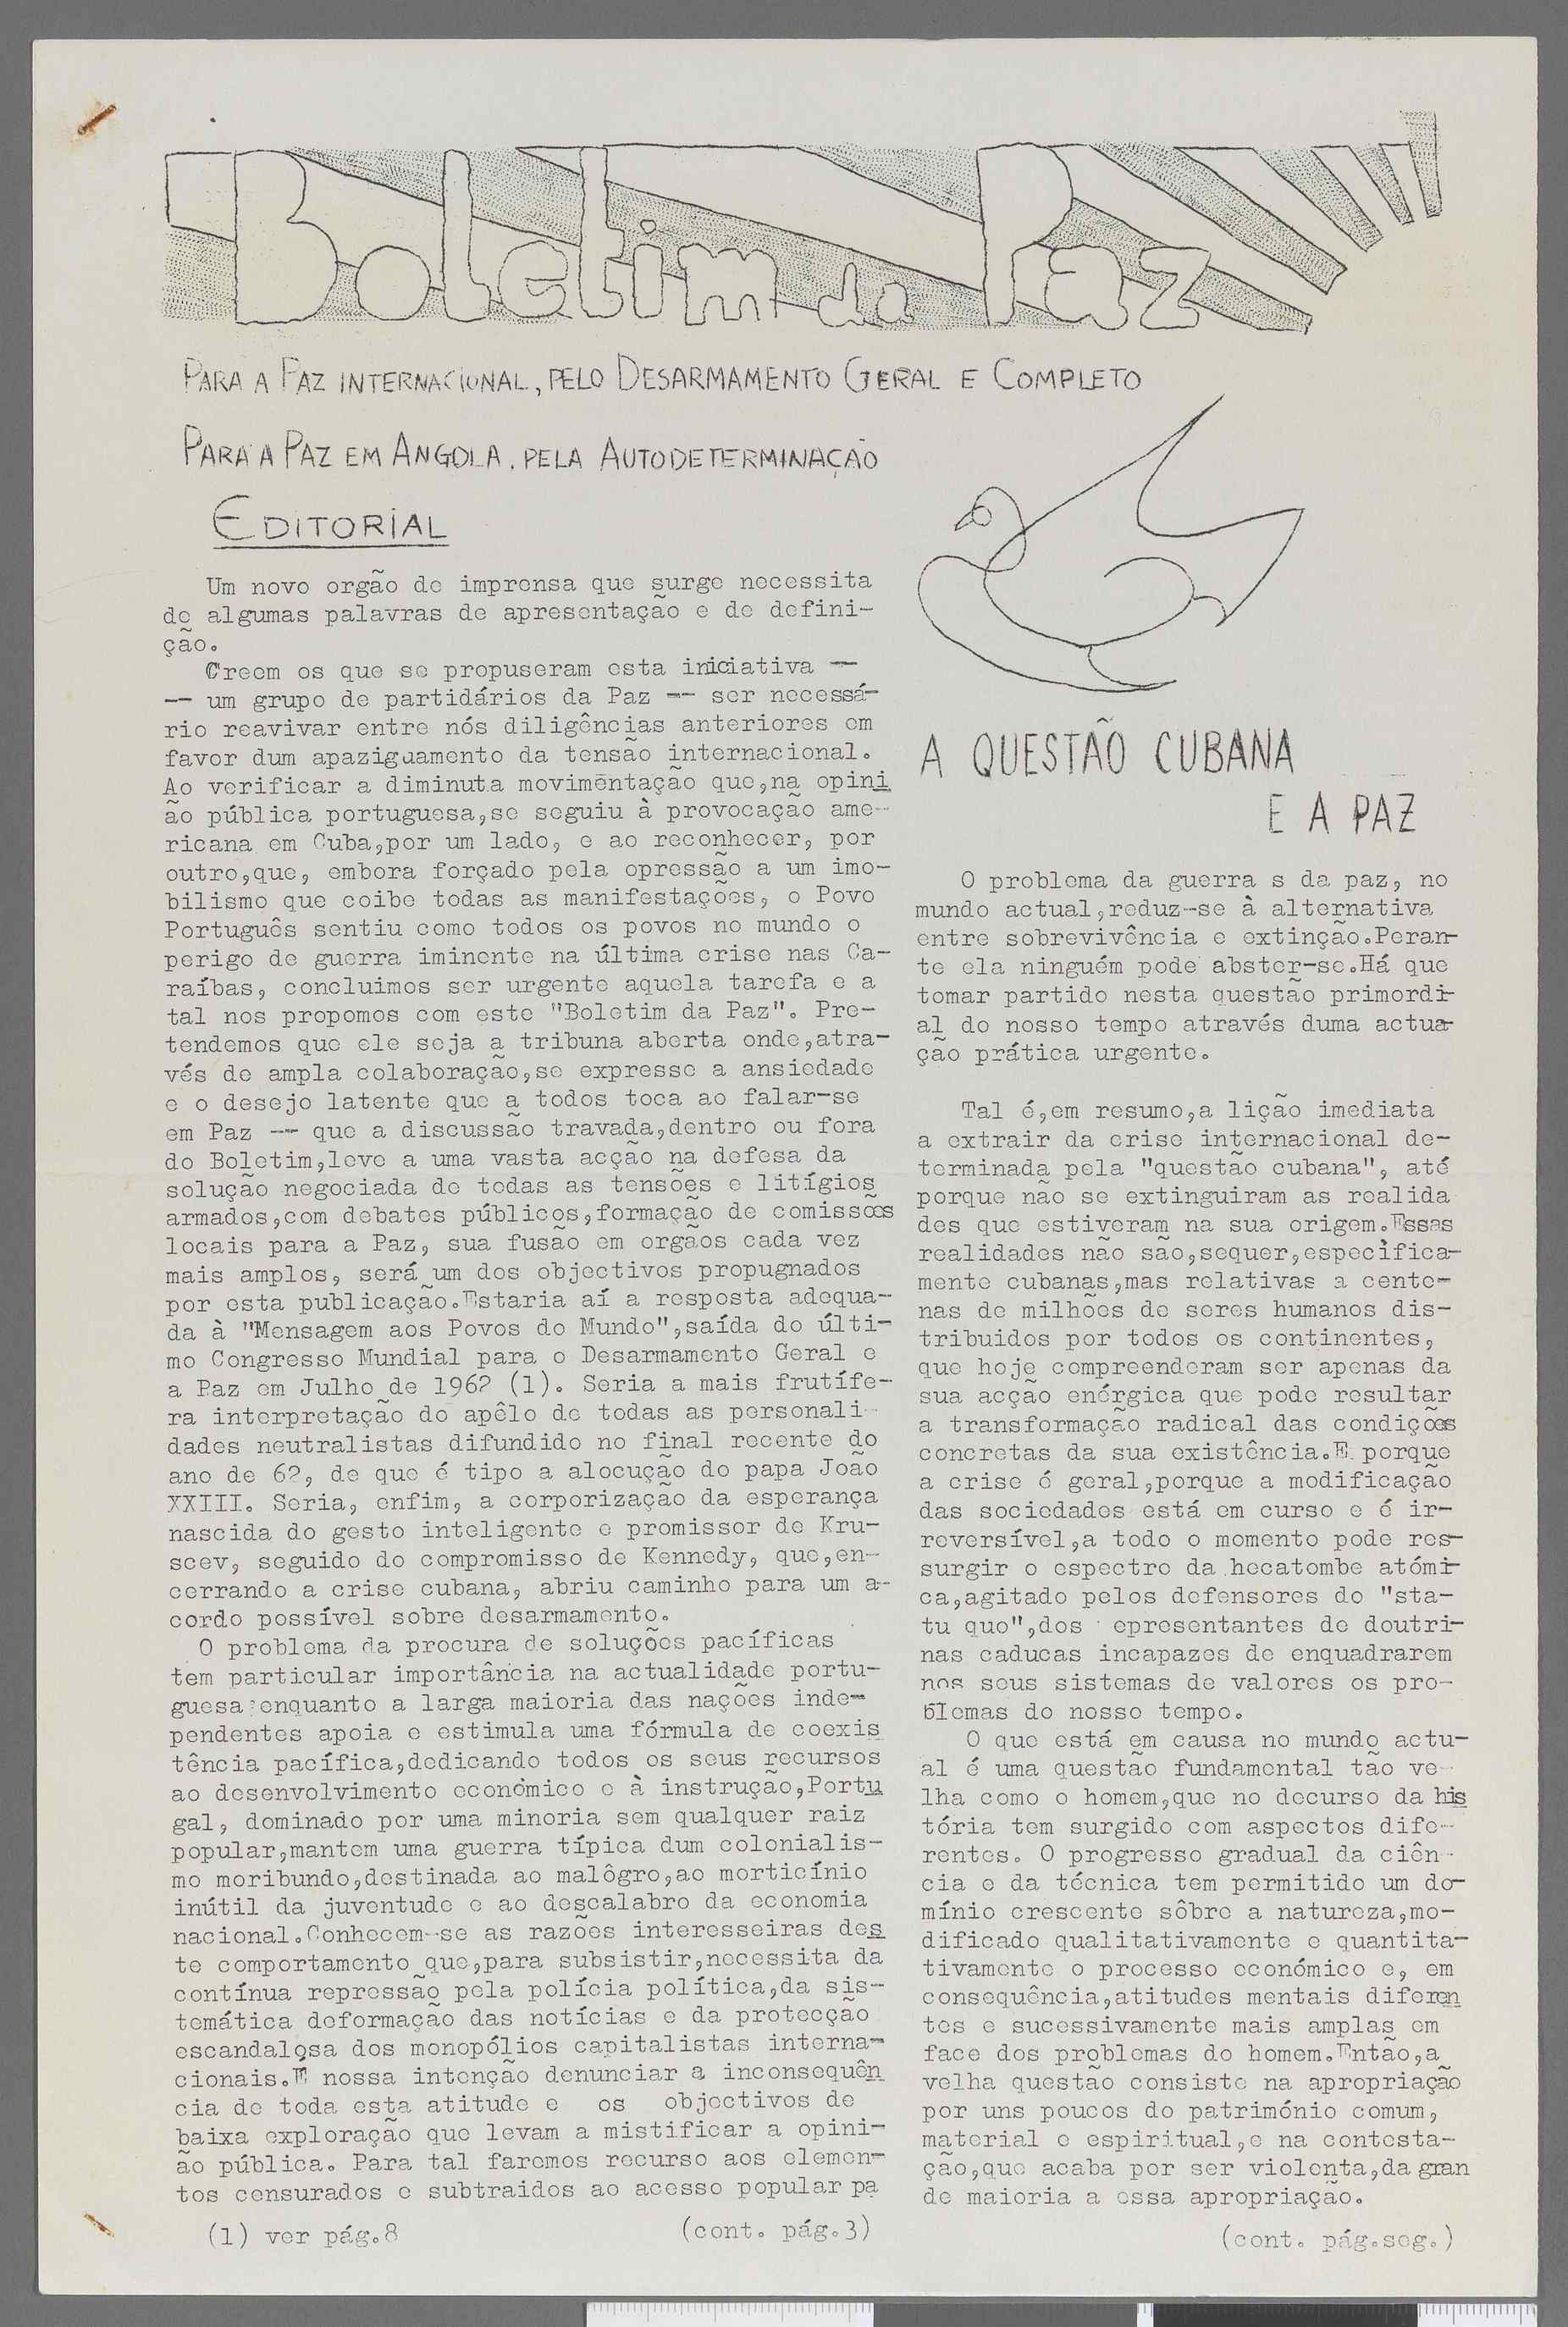 Boletim da Paz
PARA A PAZ INTERNACIONAL, PELO DESARMAMENTO GERAL E COMPLETO
PARA A PAZ EM ANGOLA, PELA AUTODETERMINAÇÃO
EDITORIAL
Um novo orgão de imprensa que surge necessita
de algumas palavras de apresentação e de defini-
ção.
Creem os que se propuseram esta iniciativa —
-- um grupo de partidários da Paz -- ser necessá-
rio reavivar entre nós diligências anteriores em
favor dum apaziguamento da tensão internacional.
Ao verificar a diminuta movimentação que,na opini
ão pública portuguesa,se seguiu à provocação ame-
ricana em Cuba,por um lado, e ao reconhecer, por
outro,que, embora forçado pela opressão a um imo-
bilismo que coibe todas as manifestações, o Povo
Português sentiu como todos os povos no mundo o
perigo de guerra iminente na última crise nas Ca-
raíbas, concluimos ser urgente aquela tarefa e a
tal nos propomos com este "Boletim da Paz". Pre-
tendemos que ele seja a tribuna aberta onde,atra-
vés de ampla colaboração,se expresse a ansiedade
e o desejo latente que a todos toca ao falar-se
em Paz -- que a discussão travada,dentro ou fora
do Boletim,leve a uma vasta acção na defesa da
solução negociada de todas as tensões e litígios
armados,com debates públicos,formação de comissões
locais para a Paz, sua fusão em orgãos cada vez
mais amplos, será um dos objectivos propugnados
por esta publicação.Estaria aí a resposta adequa-
da à "Mensagem aos Povos do Mundo",saída do últi-
mo Congresso Mundial para o Desarmamento Geral e
a Paz em Julho de 1962 (1). Seria a mais frutífe-
ra interpretação do apêlo de todas as personali-
dades neutralistas difundido no final recente do
ano de 62, de que é tipo a alocução do papa João
XXIII. Seria, enfim, a corporização da esperança
nascida do gesto inteligente e promissor de Kru-
scev, seguido do compromisso de Kennedy, que,en-
cerrando a crise cubana, abriu caminho para um a-
cordo possível sobre desarmamento.
O problema da procura de soluções pacíficas
tem particular importância na actualidade portu-
guesa:enquanto a larga maioria das nações inde-
pendentes apoia e estimula uma fórmula de coexis
tência pacífica,dedicando todos os seus recursos
ao desenvolvimento económico e à instrução,Portu
gal, dominado por uma minoria sem qualquer raiz
popular,mantem uma guerra típica dum colonialis-
mo moribundo,destinada ao malôgro,ao morticínio
inútil da juventude e ao descalabro da economia
nacional.Conhecem-se as razões interesseiras des
te comportamento que,para subsistir,necessita da
contínua repressão pela polícia política,da sis-
temática deformação das notícias e da protecção
escandalosa dos monopólios capitalistas interna-
cionais.E nossa intenção denunciar a inconsequên
cia de toda esta atitude e os objectivos de
baixa exploração que levam a mistificar a opini-
ão pública. Para tal faremos recurso aos elemen-
tos censurados e subtraidos ao acesso popular pa
(1) ver pág.8
(cont. pág.3)
A QUESTÃO CUBANA
E A PAZ
O problema da guerra s da paz, no
mundo actual,reduz-se à alternativa
entre sobrevivência e extinção.Peran-
te ela ninguém pode abster-se.Há que
tomar partido nesta questão primordi-
al do nosso tempo através duma actua-
ção prática urgente.
Tal é,em resumo,a lição imediata
a extrair da crise internacional de-
terminada pela "questão cubana", até
porque não se extinguiram as realida
des que estiveram na sua origem.Essas
realidades não são,sequer,especìfica-
mente cubanas,mas relativas a cente-
nas de milhões de seres humanos dis-
tribuidos por todos os continentes,
que hoje compreenderam ser apenas da
sua acção enérgica que pode resultar
a transformação radical das condições
concretas da sua existência.E porque
a crise é geral,porque a modificação
das sociedades está em curso e é ir-
reversível,a todo o momento pode res-
surgir o espectro da hecatombe atómi-
ca,agitado pelos defensores do "sta-
tu quo",dos epresentantes de doutri-
nas caducas incapazes de enquadrarem
nos seus sistemas de valores os pro-
blemas do nosso tempo.
O que está em causa no mundo actu-
al é uma questão fundamental tão ve-
lha como o homem,que no decurso da his
tória tem surgido com aspectos dife-
rentes. O progresso gradual da ciên-
cia e da técnica tem permitido um do-
mínio crescente sôbre a natureza,mo-
dificado qualitativamente e quantita-
tivamente o processo económico e, em
consequência,atitudes mentais diferen
tes e sucessivamente mais amplas em
face dos problemas do homem.Então,a
velha questão consiste na apropriação
por uns poucos do património comum,
material e espiritual,e na contesta-
ção,que acaba por ser violenta,da gran
de maioria a essa apropriação.
(cont. pág.seg.)